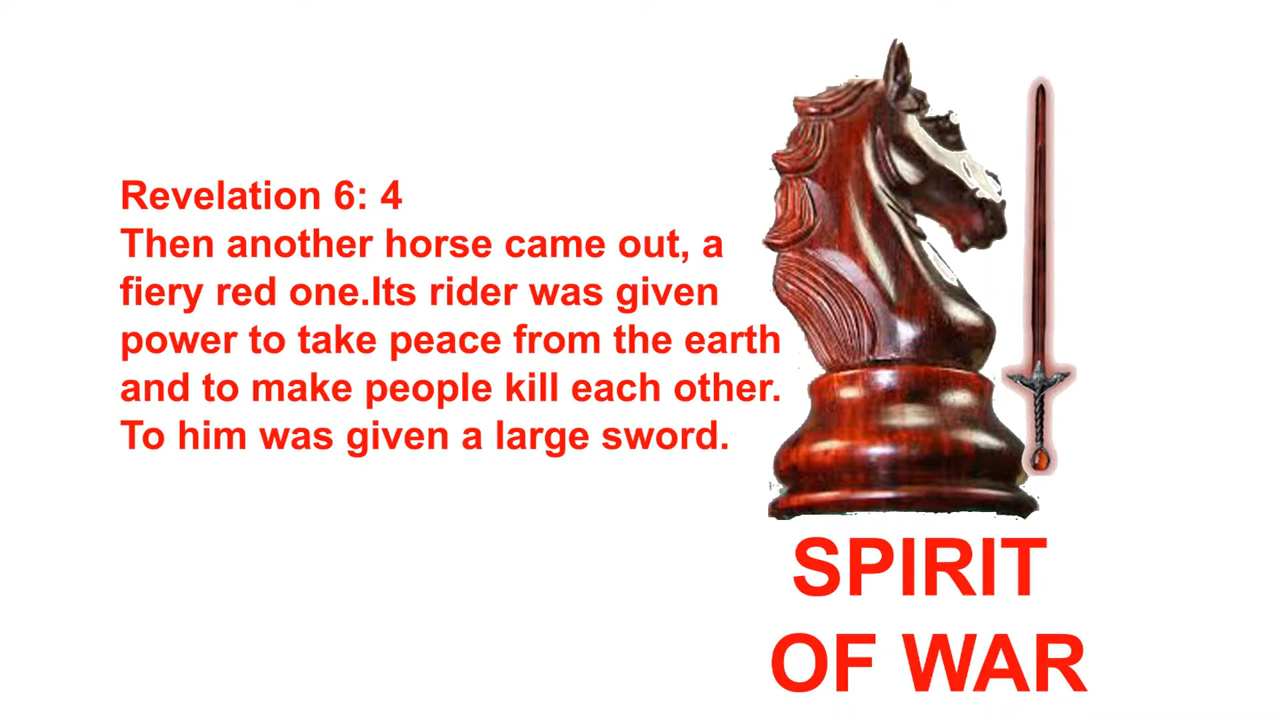 Revelation 6: 4
Then another horse came out, a
fiery red one.Its rider was given
power to take peace from the earth
and to make people kill each other.
To him was given a large sword.
SPIRIT
OF WAR